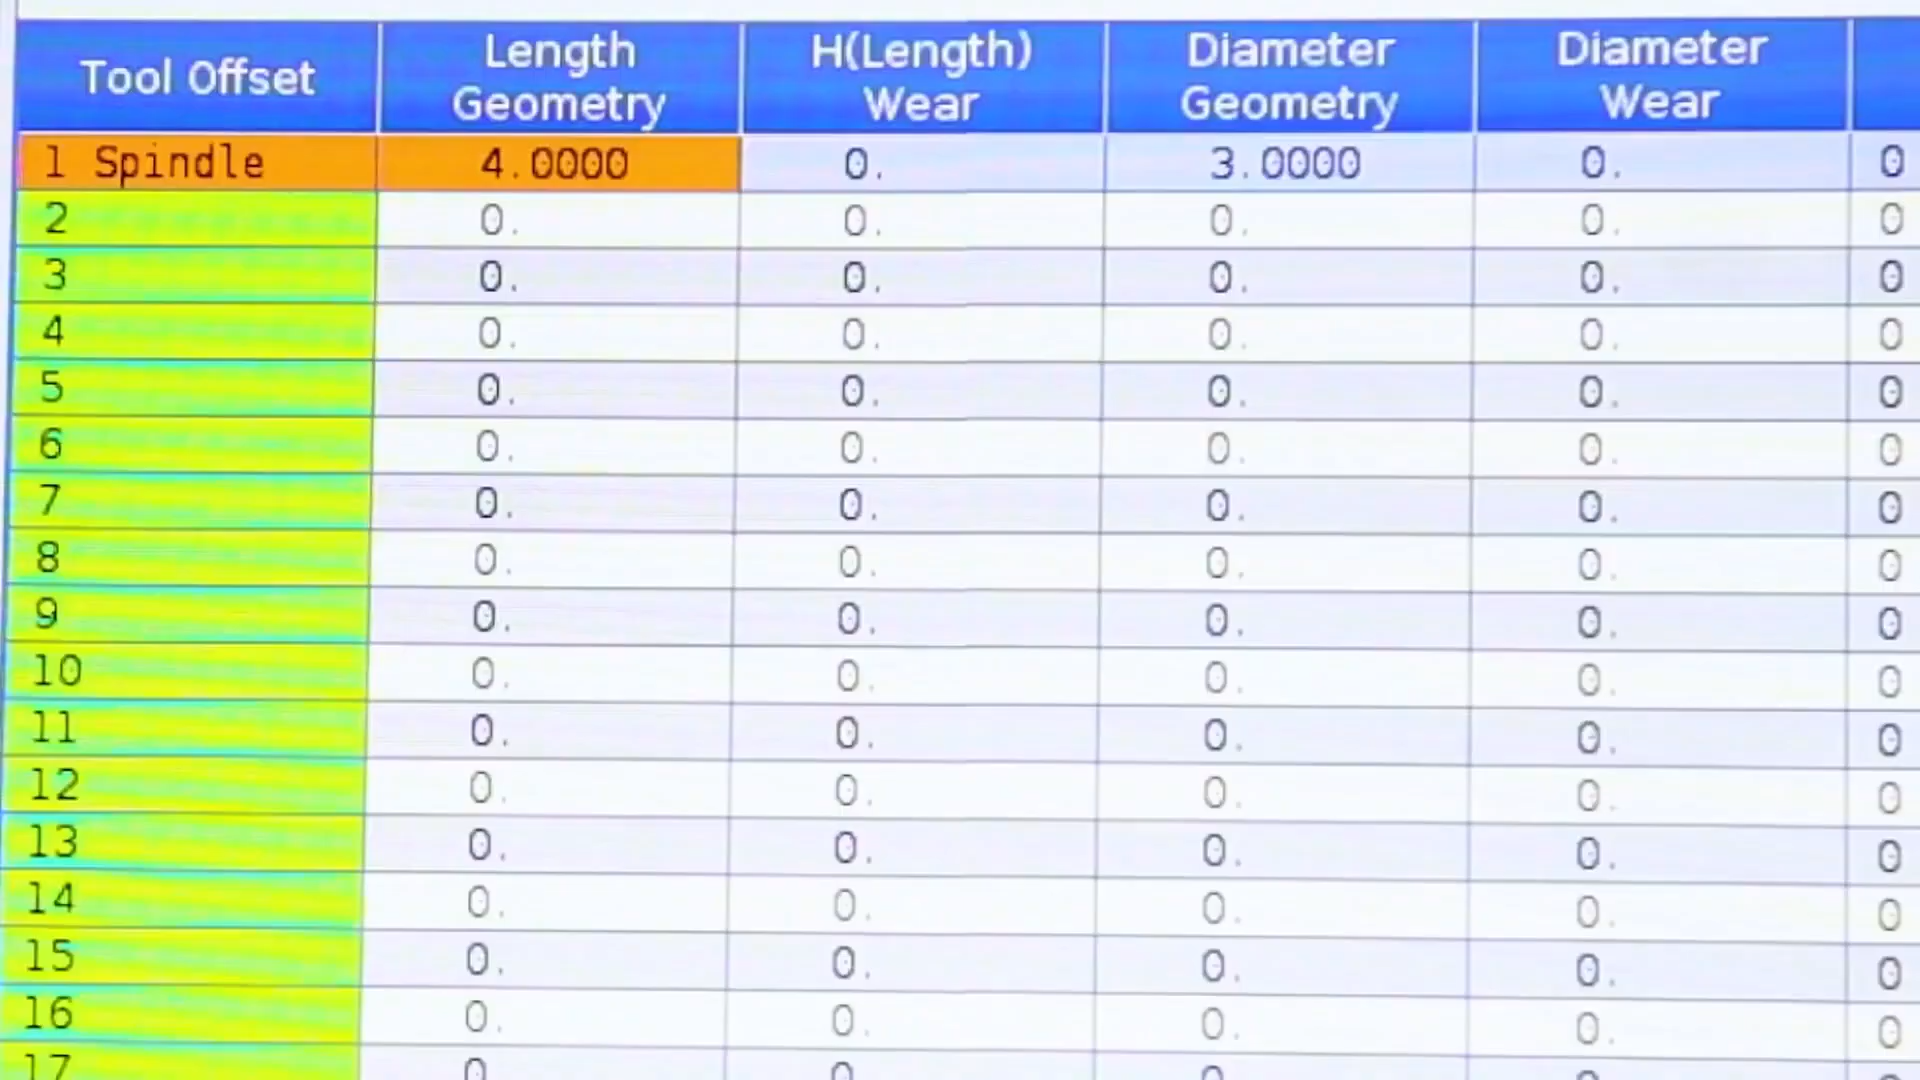 Tool Offset Length Geometry H(Length) Wear Diameter Geometry Diameter Wear
1 Spindle 4.0000 0. 3.0000 0. 0
2 0. 0. 0. 0. 0
3 0. 0. 0. 0. 0
4 0. 0. 0. 0. 0
5 0. 0. 0. 0. 0
6 0. 0. 0. 0. 0
7 0. 0. 0. 0. 0
8 0. 0. 0. 0. 0
9 0. 0. 0. 0. 0
10 0. 0. 0. 0. 0
11 0. 0. 0. 0. 0
12 0. 0. 0. 0. 0
13 0. 0. 0. 0. 0
14 0. 0. 0. 0. 0
15 0. 0. 0. 0. 0
16 0. 0. 0. 0. 0
17